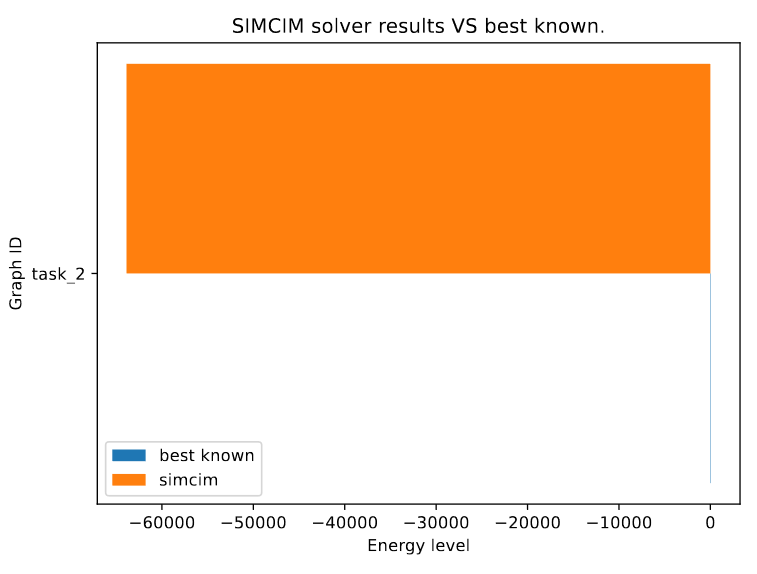 SIMCIM solver results VS best known.
Graph ID
task_2
best known
simcim
−60000 −50000 −40000 −30000 −20000 −10000 0
Energy level